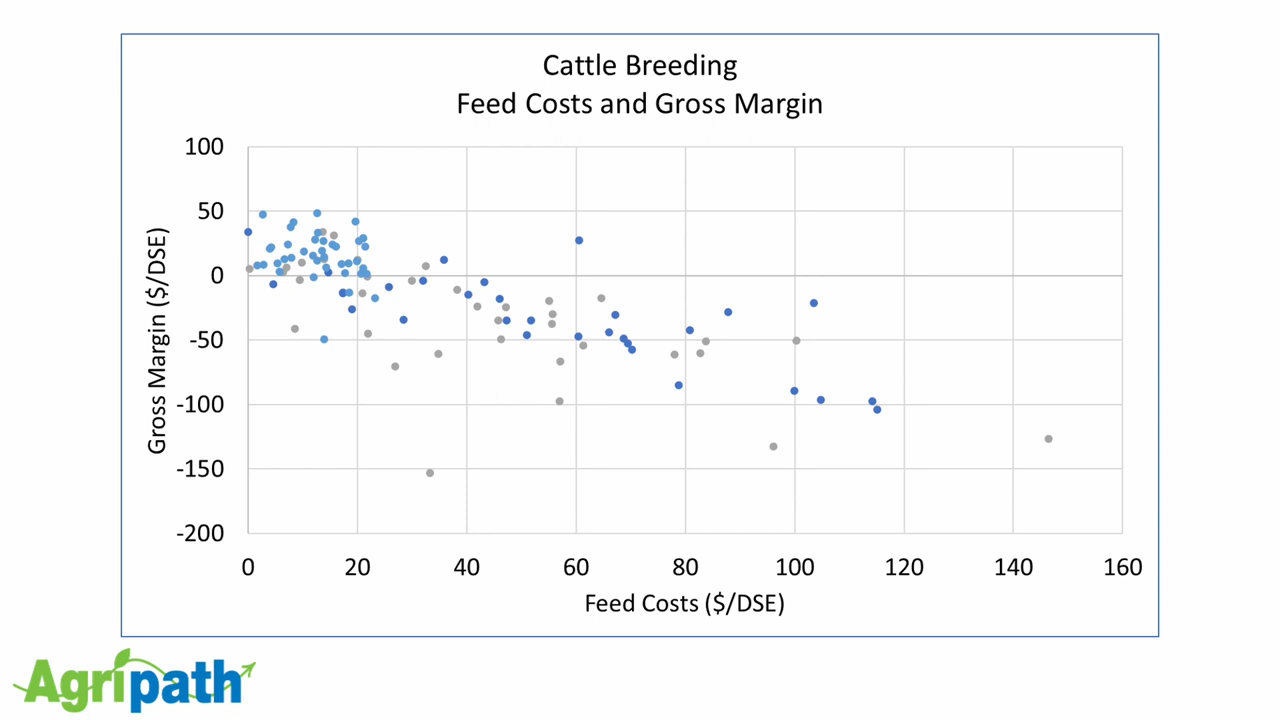 Cattle Breeding
Feed Costs and Gross Margin
100
50
0
-50
-100
-150
-200
Gross Margin ($/DSE)
0 20 40 60 80 100 120 140 160
Feed Costs ($/DSE)
Agripath